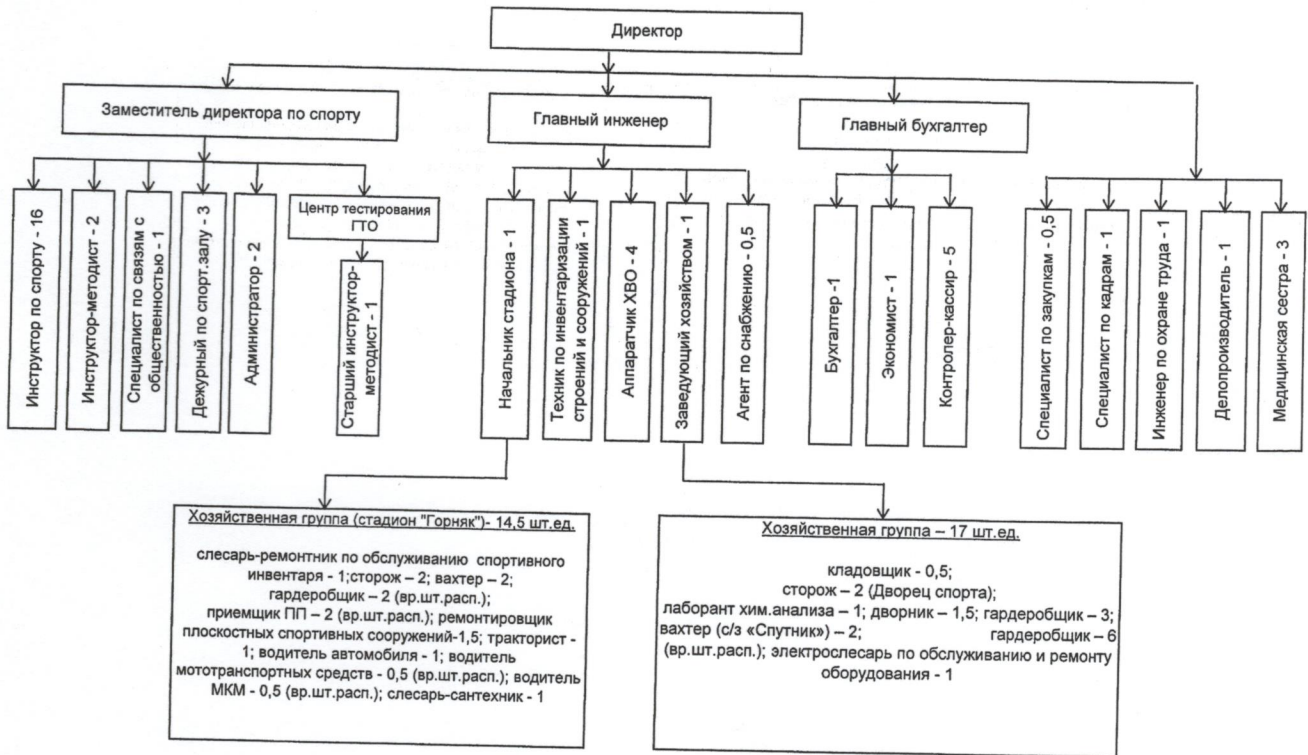 Директор
Заместитель директора по спорту
Главный инженер
Главный бухгалтер
Инструктор по спорту - 16
Инструктор-методист - 2
Специалист по связям с
общественностью - 1
Дежурный по спорт.залу - 3
Администратор - 2
Центр тестирования
ГТО
Старший инструктор-
методист - 1
Начальник стадиона - 1
Техник по инвентаризации
строений и сооружений - 1
Аппаратчик ХВО - 4
Заведующий хозяйством - 1
Агент по снабжению - 0,5
Бухгалтер -1
Экономист - 1
Контролер-кассир - 5
Специалист по закупкам - 0,5
Специалист по кадрам - 1
Инженер по охране труда - 1
Делопроизводитель - 1
Медицинская сестра - 3
Хозяйственная группа (стадион "Горняк")- 14,5 шт.ед.
слесарь-ремонтник по обслуживанию спортивного
инвентаря - 1;сторож – 2; вахтер – 2;
гардеробщик – 2 (вр.шт.расп.);
приемщик ПП – 2 (вр.шт.расп.); ремонтировщик
плоскостных спортивных сооружений-1,5; тракторист -
1; водитель автомобиля - 1; водитель
мототранспортных средств - 0,5 (вр.шт.расп.); водитель
МКМ - 0,5 (вр.шт.расп.); слесарь-сантехник - 1
Хозяйственная группа – 17 шт.ед.
кладовщик - 0,5;
сторож – 2 (Дворец спорта);
лаборант хим.анализа – 1; дворник – 1,5; гардеробщик – 3;
вахтер (с/з «Спутник») – 2; гардеробщик – 6
(вр.шт.расп.); электрослесарь по обслуживанию и ремонту
оборудования - 1